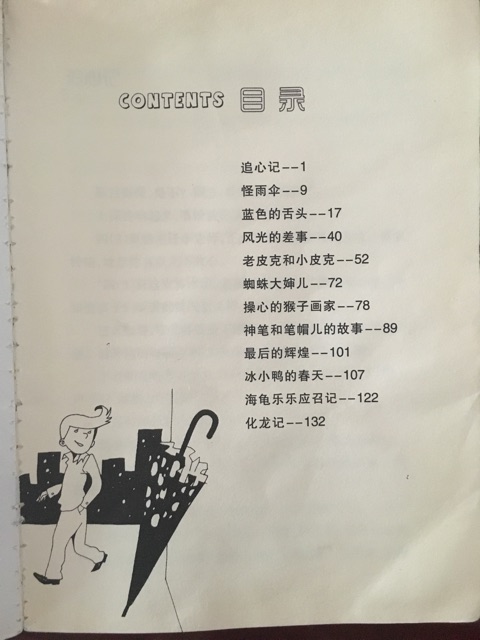 CONTENTS 目录
追心记--1
怪雨伞--9
蓝色的舌头--17
风光的差事--40
老皮克和小皮克--52
蜘蛛大婶儿--72
操心的猴子画家--78
神笔和笔帽儿的故事--89
最后的辉煌--101
冰小鸭的春天--107
海龟乐乐应召记--122
化龙记--132